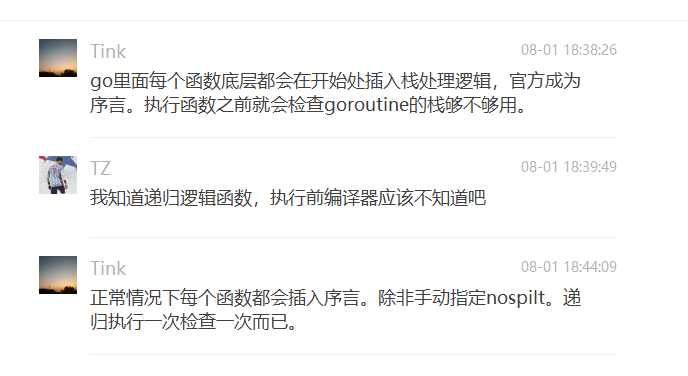 Tink
08-01 18:38:26
go里面每个函数底层都会在开始处插入栈处理逻辑，官方成为
序言。执行函数之前就会检查goroutine的栈够不够用。
TZ
08-01 18:39:49
我知道递归逻辑函数，执行前编译器应该不知道吧
Tink
08-01 18:44:09
正常情况下每个函数都会插入序言。除非手动指定nospilt。递
归执行一次检查一次而已。